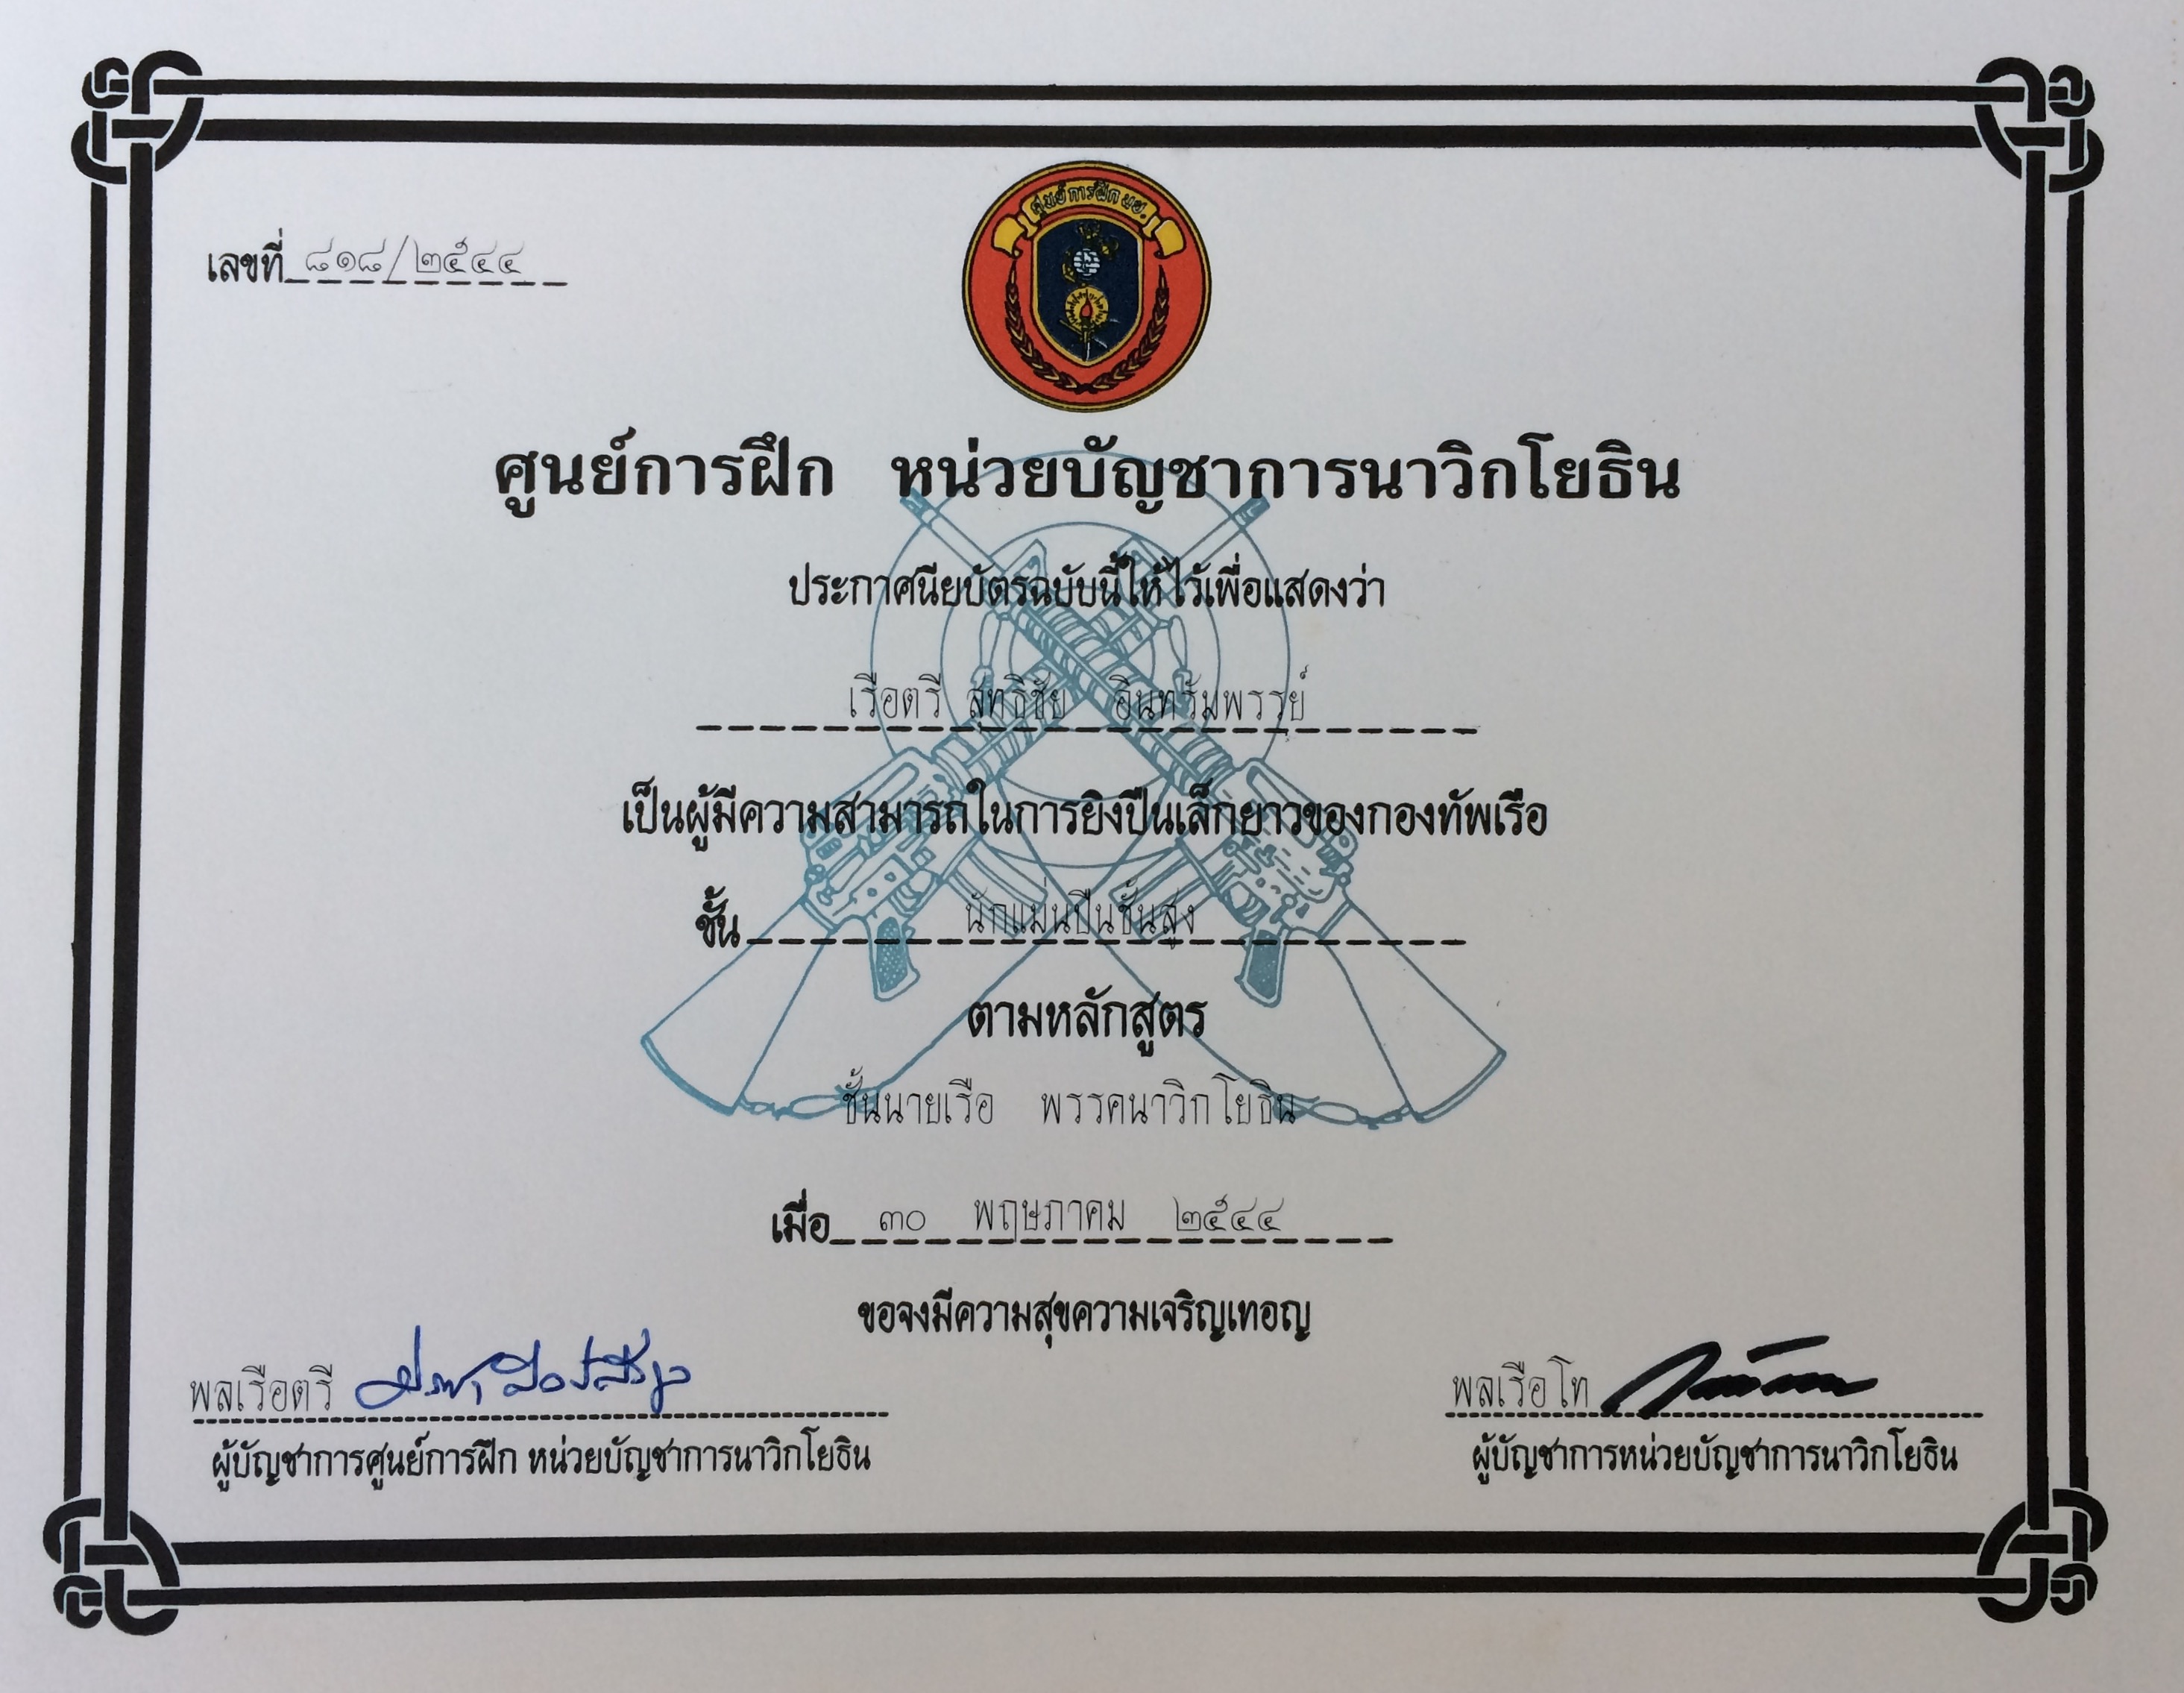 ศูนย์การฝึก นย.
เลขที่ ๘๑๘/๒๕๔๔
ศูนย์การฝึก หน่วยบัญชาการนาวิกโยธิน
ประกาศนียบัตรฉบับนี้ให้ไว้เพื่อแสดงว่า
เรือตรี สุทธิชัย อินทรัมพรรย์
เป็นผู้มีความสามารถในการยิงปืนเล็กยาวของกองทัพเรือ
ชั้น นักแม่นปืนชั้นสูง
ตามหลักสูตร
ชั้นนายเรือ พรรคนาวิกโยธิน
เมื่อ ๓๐ พฤษภาคม ๒๕๔๔
ขอจงมีความสุขความเจริญเทอญ
พลเรือตรี
ผู้บัญชาการศูนย์การฝึก หน่วยบัญชาการนาวิกโยธิน
พลเรือโท
ผู้บัญชาการหน่วยบัญชาการนาวิกโยธิน